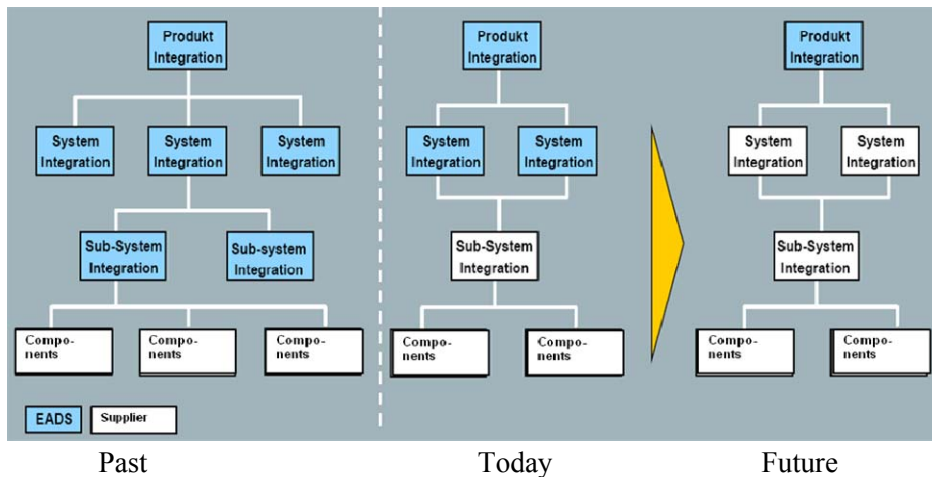 Produkt
Integration
System
Integration
System
Integration
System
Integration
Sub-System
Integration
Sub-system
Integration
Compo-
nents
Compo-
nents
Compo-
nents
EADS
Supplier
Past
Produkt
Integration
System
Integration
System
Integration
Sub-System
Integration
Compo-
nents
Compo-
nents
Today
Produkt
Integration
System
Integration
System
Integration
Sub-System
Integration
Compo-
nents
Compo-
nents
Future